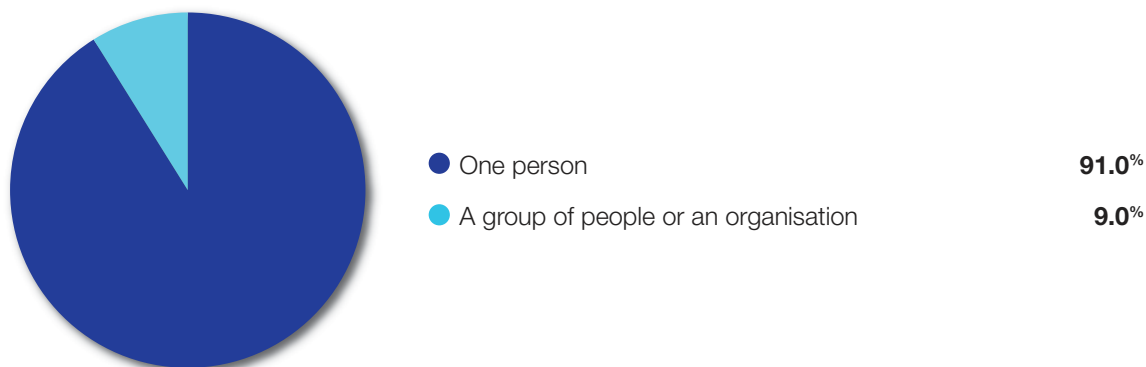 One person 91.0%
A group of people or an organisation 9.0%